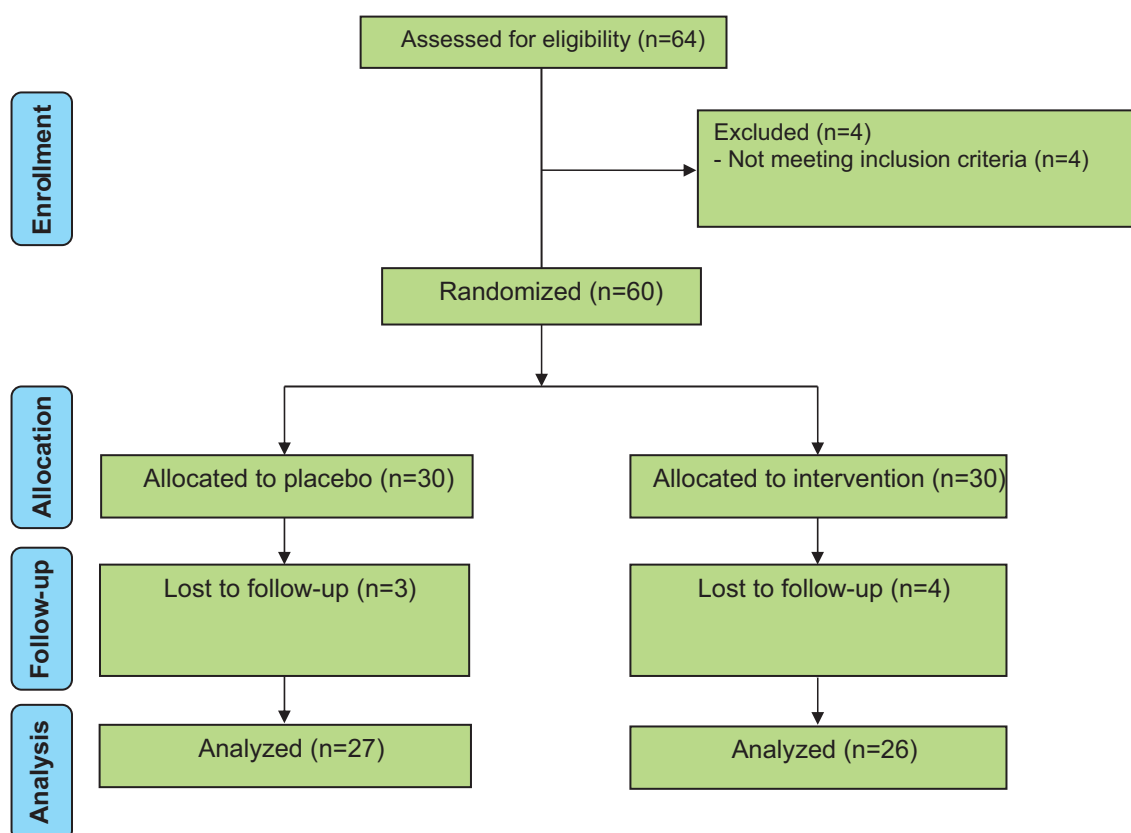 Assessed for eligibility (n=64)
Enrollment
Excluded (n=4)
- Not meeting inclusion criteria (n=4)
Randomized (n=60)
Allocation
Allocated to placebo (n=30)
Allocated to intervention (n=30)
Follow-up
Lost to follow-up (n=3)
Lost to follow-up (n=4)
Analysis
Analyzed (n=27)
Analyzed (n=26)